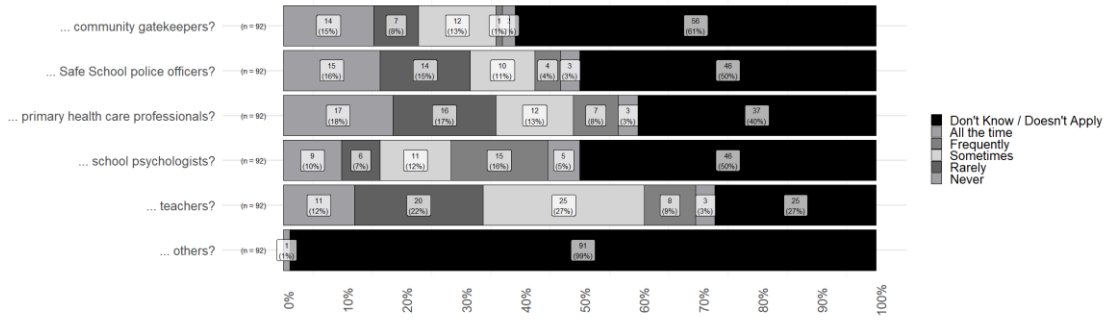 ... community gatekeepers? (n = 92) 14 7 12 1 2 56
(15%) (8%) (13%) (1%) (61%)
... Safe School police officers? (n = 92) 15 14 10 4 3 46
(16%) (15%) (11%) (4%) (3%) (50%)
... primary health care professionals? (n = 92) 17 16 12 7 3 37
(18%) (17%) (13%) (8%) (3%) (40%)
... school psychologists? (n = 92) 9 6 11 15 5 46
(10%) (7%) (12%) (16%) (5%) (50%)
... teachers? (n = 92) 11 20 25 8 3 25
(12%) (22%) (27%) (9%) (3%) (27%)
... others? (n = 92) 1 91
(1%) (99%)
0% 10% 20% 30% 40% 50% 60% 70% 80% 90% 100%
Don't Know / Doesn't Apply
All the time
Frequently
Sometimes
Rarely
Never